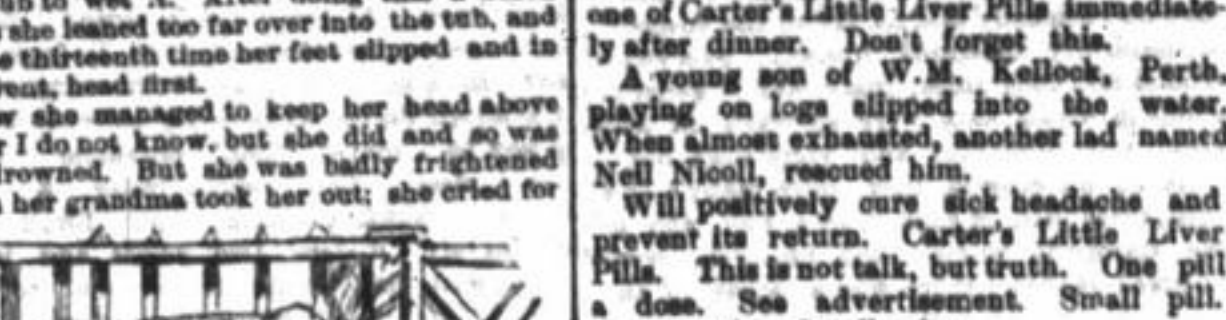 she leaned too far over into the tub, and
thirteenth time her feet slipped and in
head first.
she managed to keep her head above
I do not know, but she did and so was
But she was badly frightened
her grandma took her out; she cried for
one of Carter's Little Liver Pills immediate-
ly after dinner. Don't forget this.
A young son of W.M. Kellock, Perth,
playing on logs slipped into the water.
When almost exhausted, another lad named
Neil Nicoll, rescued him.
Will positively cure sick headache and
prevent its return. Carter's Little Liver
Pills. This is not talk, but truth. One pill
a dose. See advertisement. Small pill.